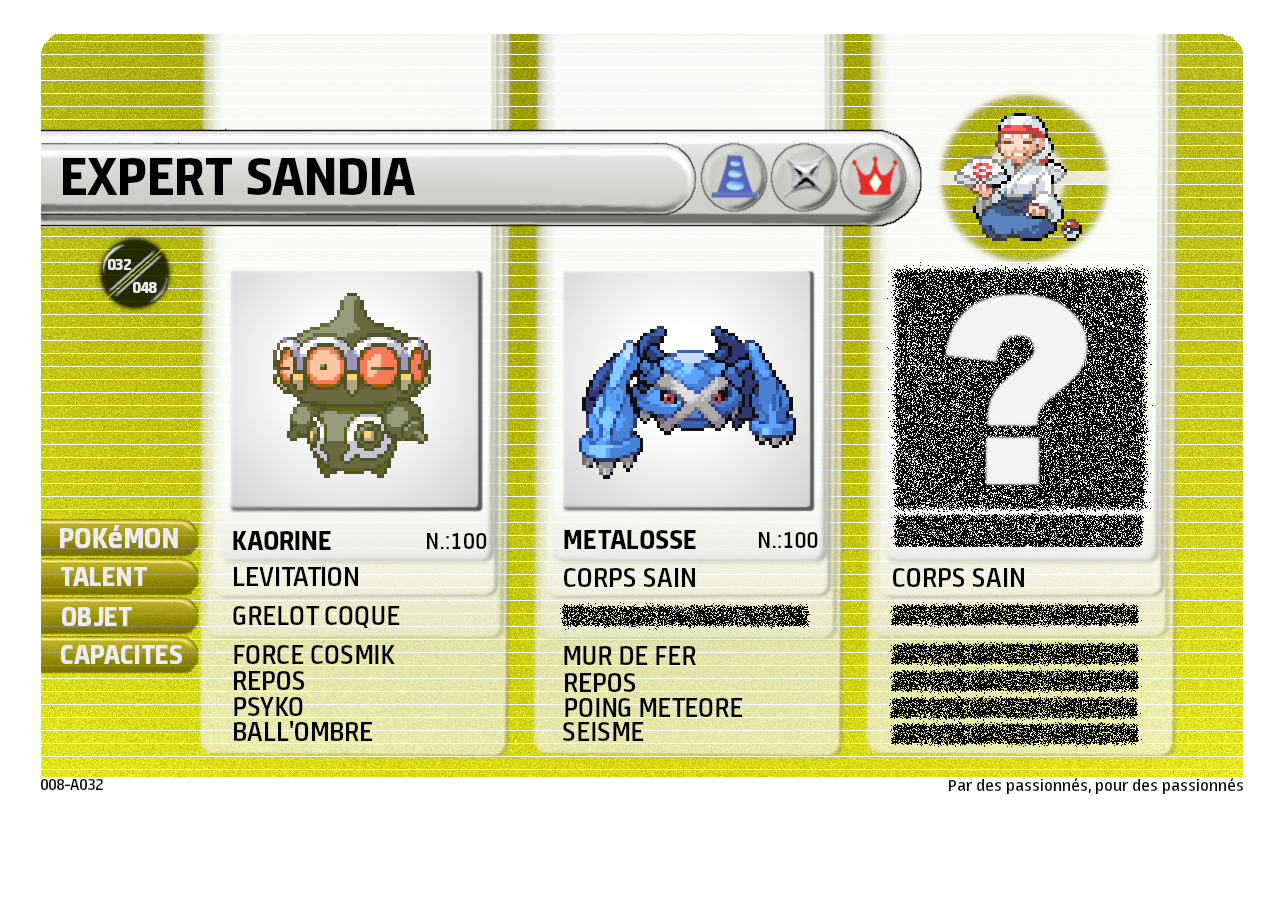 EXPERT SANDIA
032
048
POKéMON
KAORINE N.:100
METALOSSE N.:100
?
TALENT
LEVITATION
CORPS SAIN
CORPS SAIN
OBJET
GRELOT COQUE
CAPACITES
FORCE COSMIK
REPOS
PSYKO
BALL'OMBRE
MUR DE FER
REPOS
POING METEORE
SEISME
008-A032
Par des passionnés, pour des passionnés